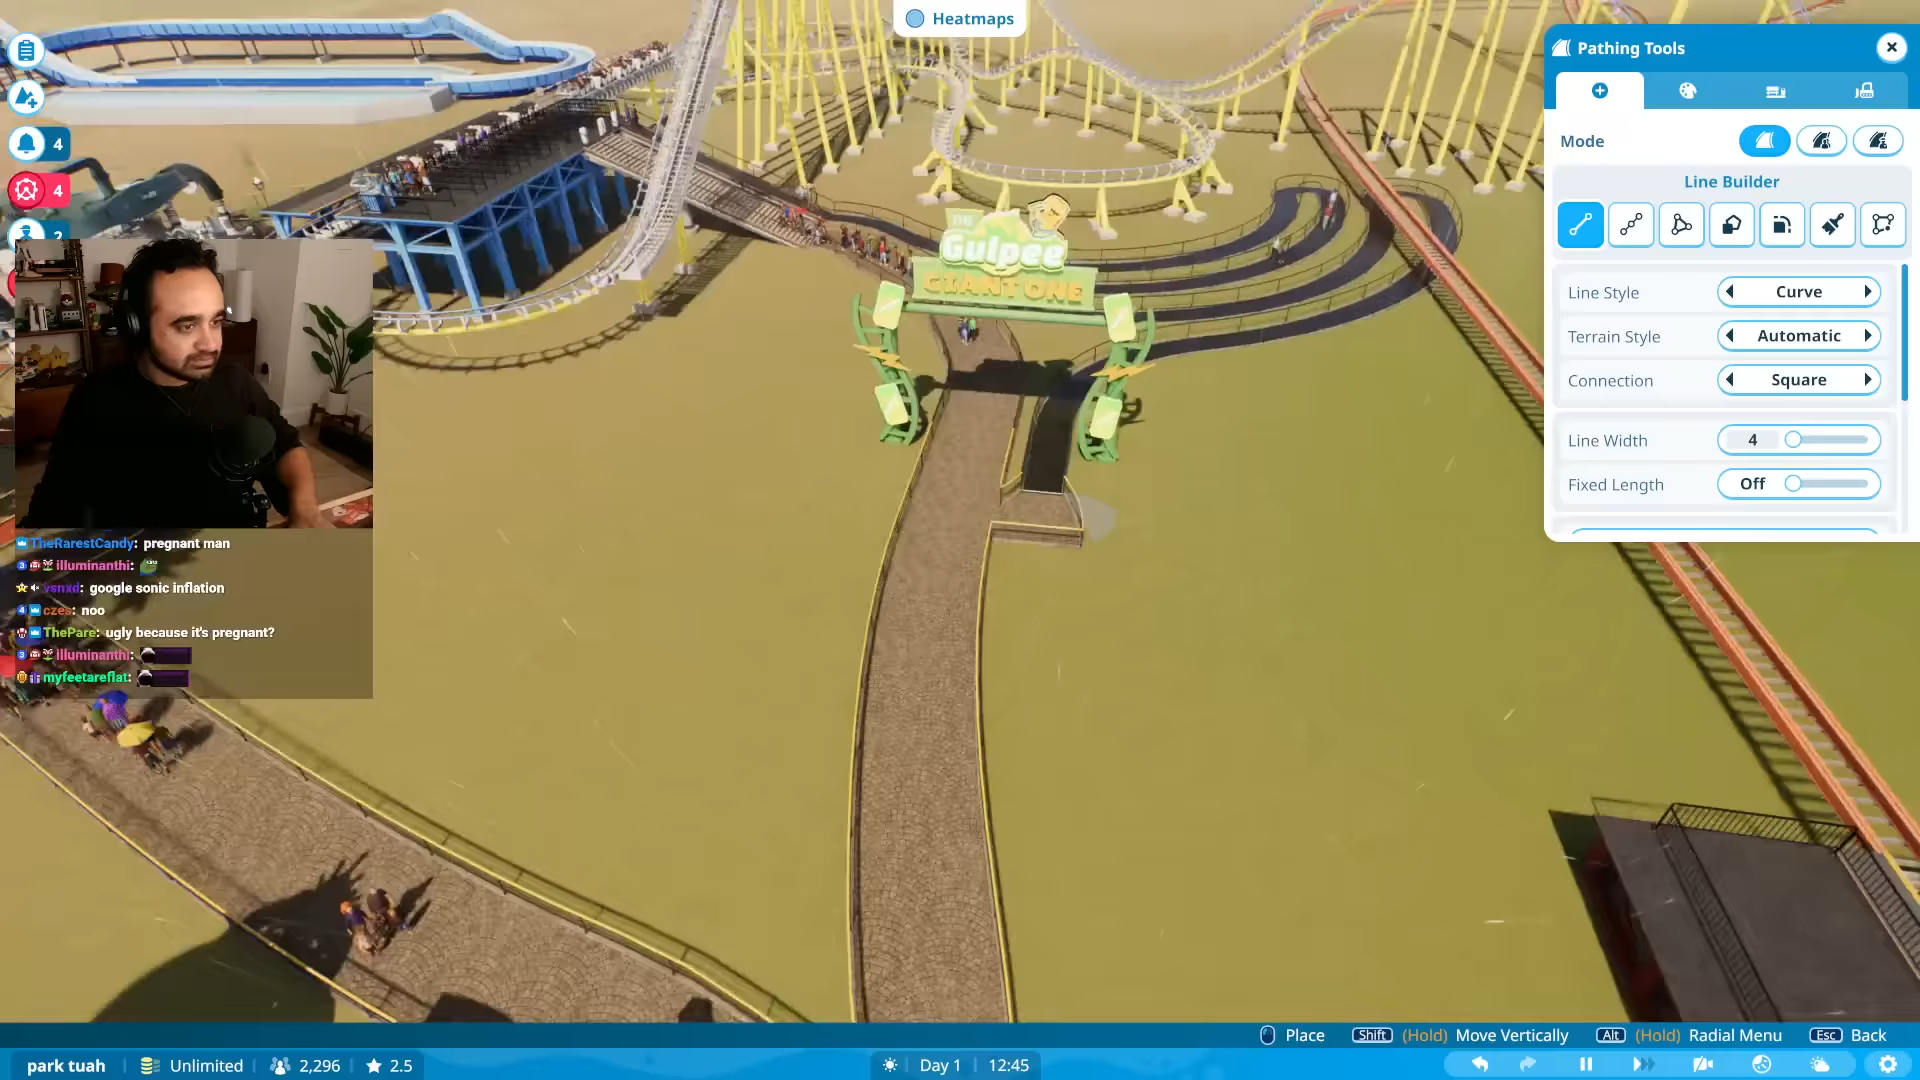 Heatmaps
4
4
2
THE
Gulpee
GIANT ONE
Pathing Tools
Mode
Line Builder
Line Style
Curve
Terrain Style
Automatic
Connection
Square
Line Width
4
Fixed Length
Off
TheRarestCandy: pregnant man
illuminanthi:
vsnxd: google sonic inflation
czes: noo
ThePare: ugly because it's pregnant?
illuminanthi:
myfeetareflat:
Place
Shift (Hold) Move Vertically
Alt (Hold) Radial Menu
Esc Back
park tuah
Unlimited
2,296
2.5
Day 1
12:45